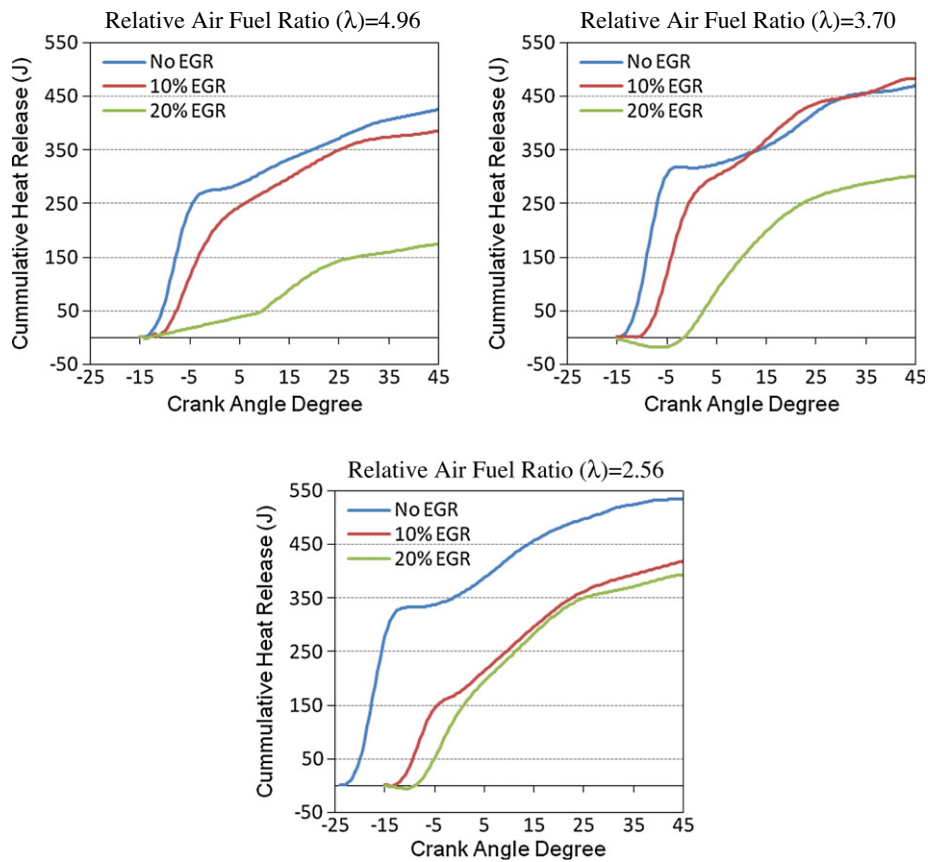 Relative Air Fuel Ratio (λ)=4.96
Cummulative Heat Release (J)
550
450
350
250
150
50
-50
No EGR
10% EGR
20% EGR
-25 -15 -5 5 15 25 35 45
Crank Angle Degree
Relative Air Fuel Ratio (λ)=3.70
Cummulative Heat Release (J)
550
450
350
250
150
50
-50
No EGR
10% EGR
20% EGR
-25 -15 -5 5 15 25 35 45
Crank Angle Degree
Relative Air Fuel Ratio (λ)=2.56
Cummulative Heat Release (J)
550
450
350
250
150
50
-50
No EGR
10% EGR
20% EGR
-25 -15 -5 5 15 25 35 45
Crank Angle Degree